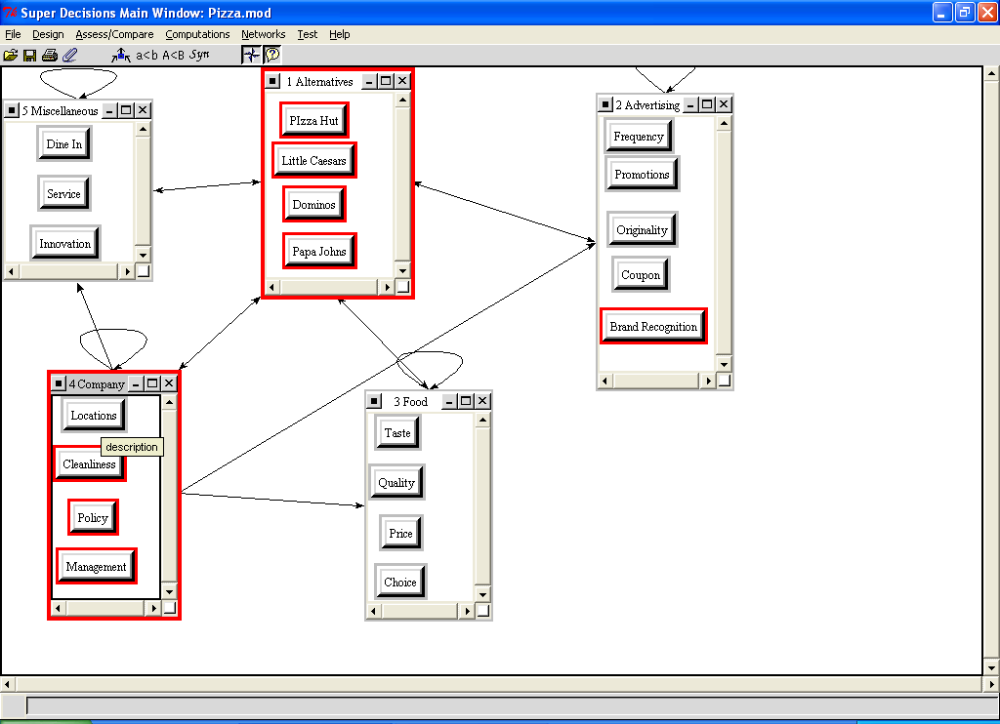 Super Decisions Main Window: Pizza.mod
File Design Assess/Compare Computations Networks Test Help
a<b A<B Syn
5 Miscellaneous
Dine In
Service
Innovation
1 Alternatives
PIzza Hut
Little Caesars
Dominos
Papa Johns
2 Advertising
Frequency
Promotions
Originality
Coupon
Brand Recognition
4 Company
Locations
description
Cleanliness
Policy
Management
3 Food
Taste
Quality
Price
Choice